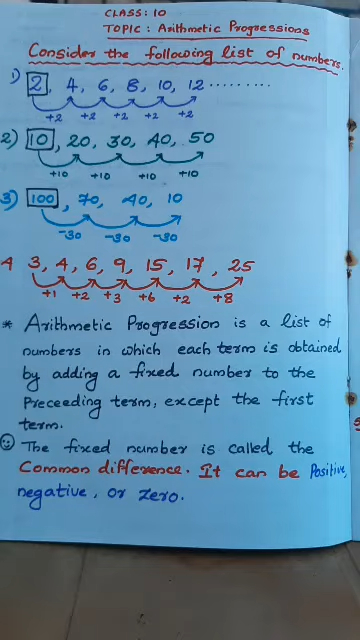 CLASS: 10
TOPIC: Arithmetic Progressions
Consider the following list of numbers.
1) 2, 4, 6, 8, 10, 12 ..........
+2 +2 +2 +2 +2
2) 10, 20, 30, 40, 50
+10 +10 +10 +10
3) 100, 70, 40, 10
-30 -30 -30
4 3, 4, 6, 9, 15, 17, 25
+1 +2 +3 +6 +2 +8
* Arithmetic Progression is a list of
numbers in which each term is obtained
by adding a fixed number to the
Preceeding term, except the first
term.
The fixed number is called the
Common difference. It can be Positive,
negative, or Zero.